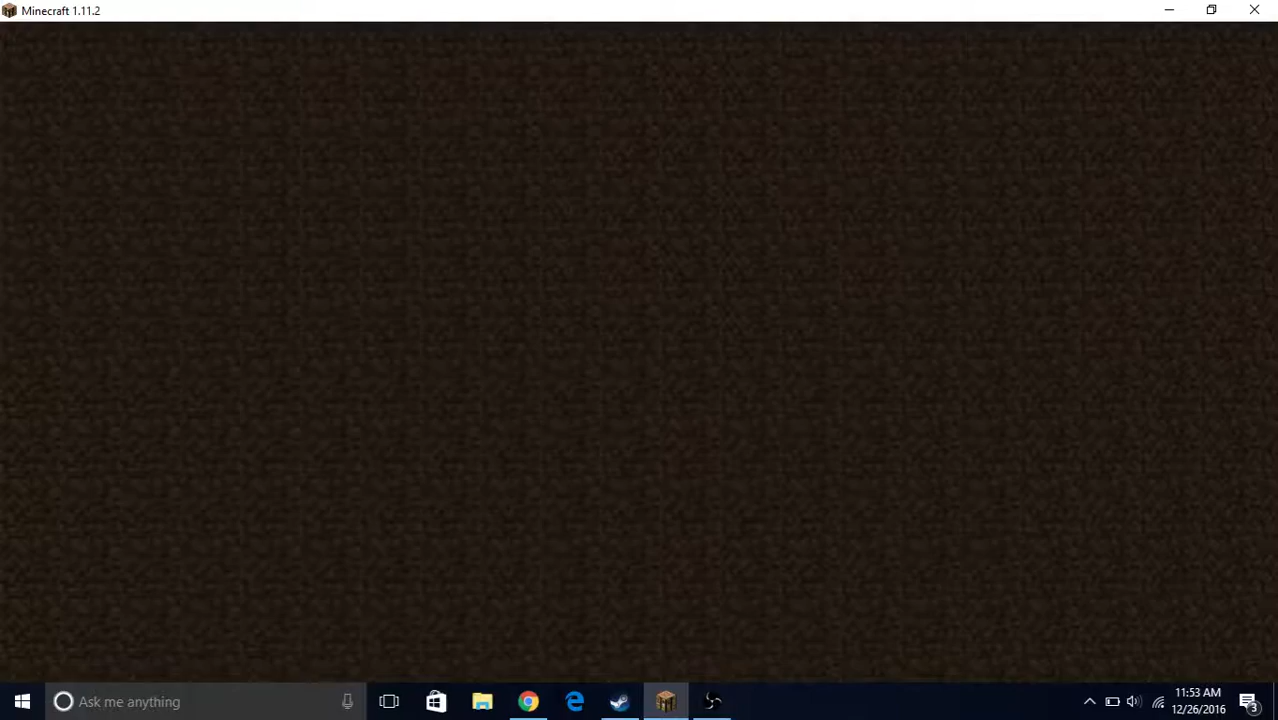 Minecraft 1.11.2
Ask me anything
11:53 AM
12/26/2016
3